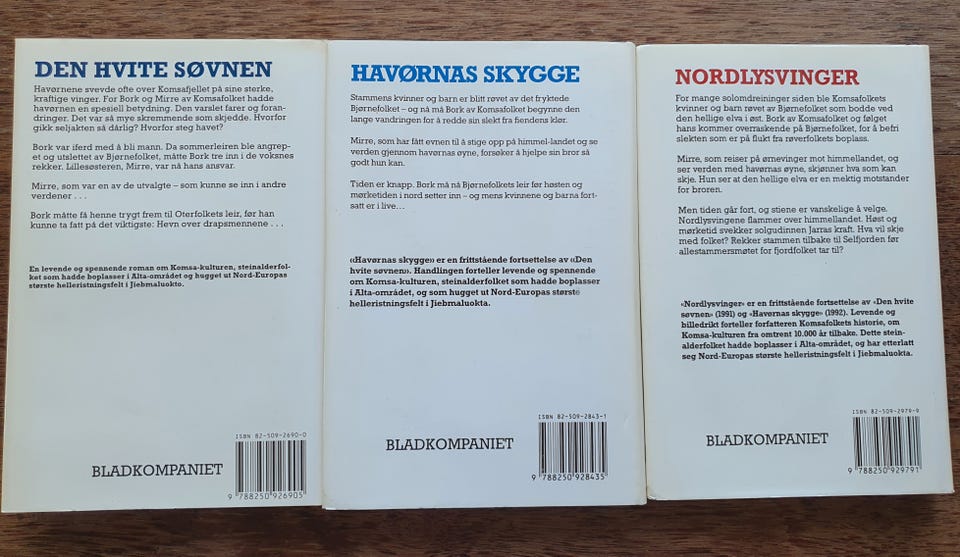 DEN HVITE SØVNEN
Havørnene svevde ofte over Komsafjellet på sine sterke,
kraftige vinger. For Bork og Mirre av Komsafolket hadde
havørnen en spesiell betydning. Den varslet farer og foran-
dringer. Det var så mye skremmende som skjedde. Hvorfor
gikk seljakten så dårlig? Hvorfor steg havet?
Bork var iferd med å bli mann. Da sommerleiren ble angrep-
et og utslettet av Bjørnefolket, måtte Bork tre inn i de voksnes
rekker. Lillesøsteren, Mirre, var nå hans ansvar.
Mirre, som var en av de utvalgte – som kunne se inn i andre
verdener . . .
Bork måtte få henne trygt frem til Oterfolkets leir, før han
kunne ta fatt på det viktigste: Hevn over drapsmennene . . .
En levende og spennende roman om Komsa-kulturen, steinalderfol-
ket som hadde boplasser i Alta-området og hugget ut Nord-Europas
største helleristningsfelt i Jiebmaluokto.
BLADKOMPANIET
ISBN 82-509-2690-0
9 788250 926905
HAVØRNAS SKYGGE
Stammens kvinner og barn er blitt røvet av det fryktede
Bjørnefolket – og nå må Bork av Komsafolket begynne den
lange vandringen for å redde sin slekt fra fiendens klør.
Mirre, som har fått evnen til å stige opp på himmel-landet og se
verden gjennom havørnas øyne, forsøker å hjelpe sin bror så
godt hun kan.
Tiden er knapp. Bork må nå Bjørnefolkets leir før høsten og
mørketiden i nord setter inn – og mens kvinnene og barna fort-
satt er i live...
«Havørnas skygge» er en frittstående fortsettelse av «Den
hvite søvnen». Handlingen forteller levende og spennende
om Komsa-kulturen, steinalderfolket som hadde boplasser
i Alta-området, og som hugget ut Nord-Europas største
helleristningsfelt i Jiebmaluokta.
BLADKOMPANIET
ISBN 82-509-2843-1
9 788250 928435
NORDLYSVINGER
For mange solomdreininger siden ble Komsafolkets
kvinner og barn røvet av Bjørnefolket som bodde ved
den hellige elva i øst. Bork av Komsafolket og følget
hans kommer overraskende på Bjørnefolket, for å befri
slekten som er på flukt fra røverfolkets boplass.
Mirre, som reiser på ørnevinger mot himmellandet, og
ser verden med havørnas øyne, skjønner hva som kan
skje. Hun ser at den hellige elva er en mektig motstander
for broren.
Men tiden går fort, og stiene er vanskelige å velge.
Nordlysvingene flammer over himmellandet. Høst og
mørketid svekker solgudinnen Jarras kraft. Hva vil skje
med folket? Rekker stammen tilbake til Selfjorden før
allestammersmøtet for fjordfolket tar til?
«Nordlysvinger» er en frittstående fortsettelse av «Den hvite
søvnen» (1991) og «Havørnas skygge» (1992). Levende og
billedrikt forteller forfatteren Komsafolkets historie, om
Komsa-kulturen fra omtrent 10.000 år tilbake. Dette stein-
alderfolket hadde boplasser i Alta-området, og har etterlatt
seg Nord-Europas største helleristningsfelt i Jiebmaluokta.
BLADKOMPANIET
ISBN 82-509-2979-9
9 788250 929791